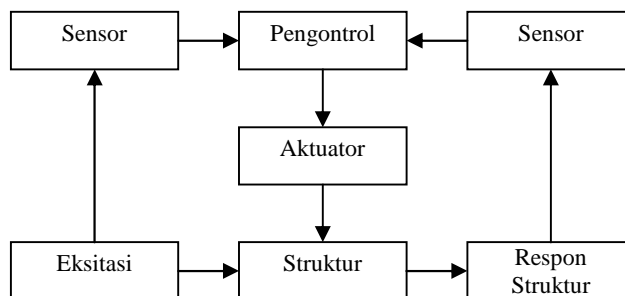 Sensor
Pengontrol
Sensor
Aktuator
Eksitasi
Struktur
Respon
Struktur